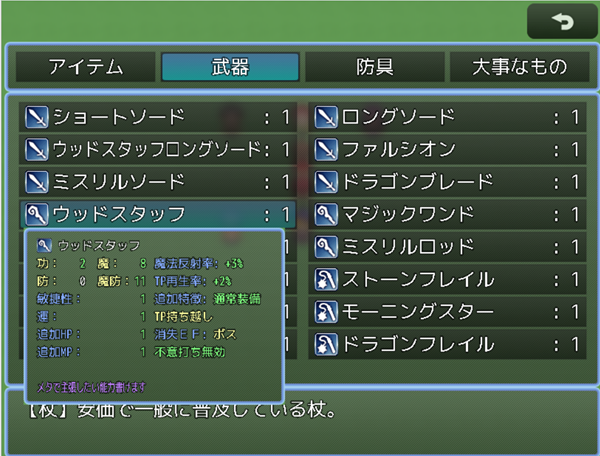 アイテム 武器 防具 大事なもの
ショートソード : 1 ロングソード : 1
ウッドスタッフロングソード: 1 ファルシオン : 1
ミスリルソード : 1 ドラゴンブレード : 1
ウッドスタッフ : 1 マジックワンド : 1
: 1 ミスリルロッド : 1
: 1 ストーンフレイル : 1
: 1 モーニングスター : 1
: 1 ドラゴンフレイル : 1
ウッドスタッフ
功: 2 魔: 8 魔法反射率: +3%
防: 0 魔防: 11 TP再生率: +2%
敏捷性: 1 追加特徴: 通常装備
運: 1 TP持ち越し
追加HP: 1 消失ＥＦ: ボス
追加MP: 1 不意打ち無効
メタで主張したい能力書けます
【杖】安価で一般に普及している杖。